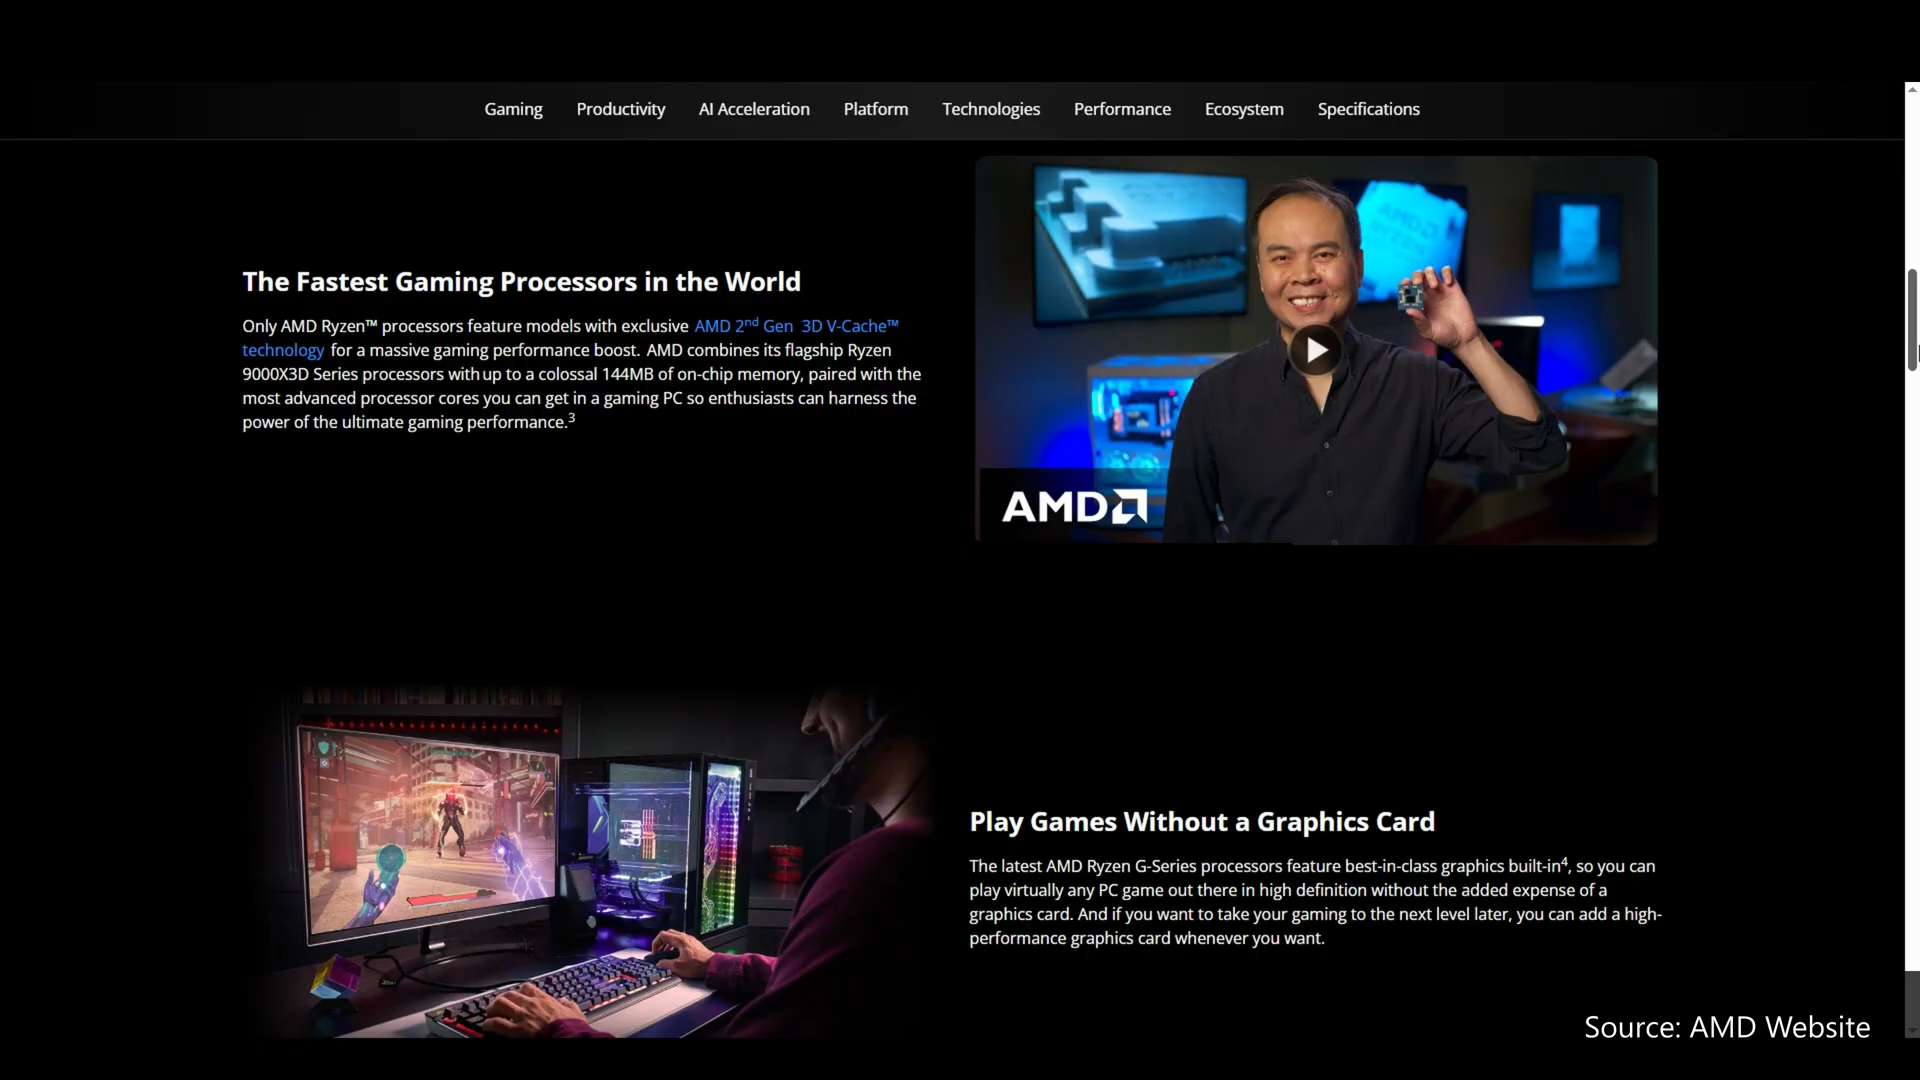 Gaming Productivity AI Acceleration Platform Technologies Performance Ecosystem Specifications
The Fastest Gaming Processors in the World
Only AMD Ryzen™ processors feature models with exclusive AMD 2nd Gen 3D V-Cache™
technology for a massive gaming performance boost. AMD combines its flagship Ryzen
9000X3D Series processors with up to a colossal 144MB of on-chip memory, paired with the
most advanced processor cores you can get in a gaming PC so enthusiasts can harness the
power of the ultimate gaming performance.3
AMD
AMD
Play Games Without a Graphics Card
The latest AMD Ryzen G-Series processors feature best-in-class graphics built-in4, so you can
play virtually any PC game out there in high definition without the added expense of a
graphics card. And if you want to take your gaming to the next level later, you can add a high-
performance graphics card whenever you want.
Source: AMD Website